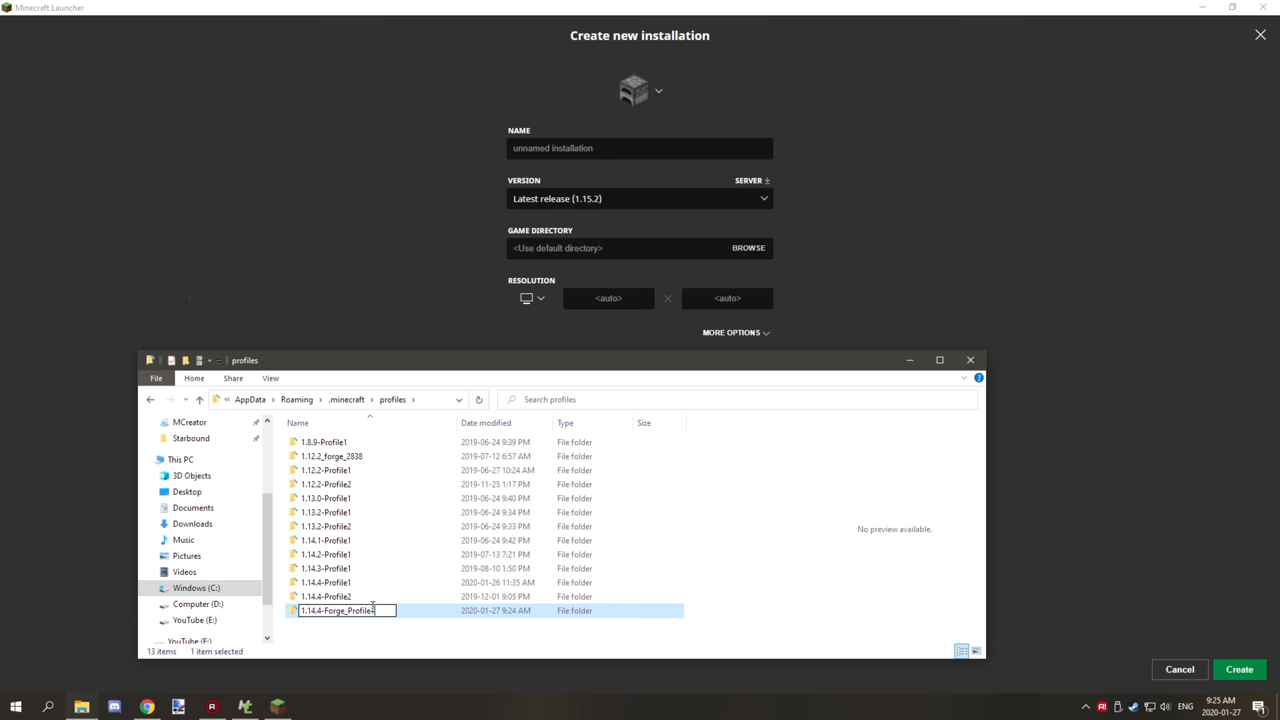 Minecraft Launcher
Create new installation
NAME
unnamed installation
VERSION
SERVER
Latest release (1.15.2)
GAME DIRECTORY
<Use default directory>
BROWSE
RESOLUTION
<auto>
<auto>
MORE OPTIONS
profiles
File Home Share View
« AppData > Roaming > .minecraft > profiles >
Search profiles
MCreator
Starbound
This PC
3D Objects
Desktop
Documents
Downloads
Music
Pictures
Videos
Windows (C:)
Computer (D:)
YouTube (E:)
YouTube (F:)
Name Date modified Type Size
1.8.9-Profile1 2019-06-24 9:39 PM File folder
1.12.2_forge_2838 2019-07-12 6:57 AM File folder
1.12.2-Profile1 2019-06-27 10:24 AM File folder
1.12.2-Profile2 2019-11-25 1:17 PM File folder
1.13.0-Profile1 2019-06-24 9:40 PM File folder
1.13.2-Profile1 2019-06-24 9:34 PM File folder
1.13.2-Profile2 2019-06-24 9:33 PM File folder
1.14.1-Profile1 2019-06-24 9:42 PM File folder
1.14.2-Profile1 2019-07-13 7:21 PM File folder
1.14.3-Profile1 2019-08-10 1:50 PM File folder
1.14.4-Profile1 2020-01-26 11:35 AM File folder
1.14.4-Profile2 2019-12-01 9:05 PM File folder
1.14.4-Forge_Profile 2020-01-27 9:24 AM File folder
No preview available.
13 items 1 item selected
Cancel
Create
ENG
9:25 AM
2020-01-27